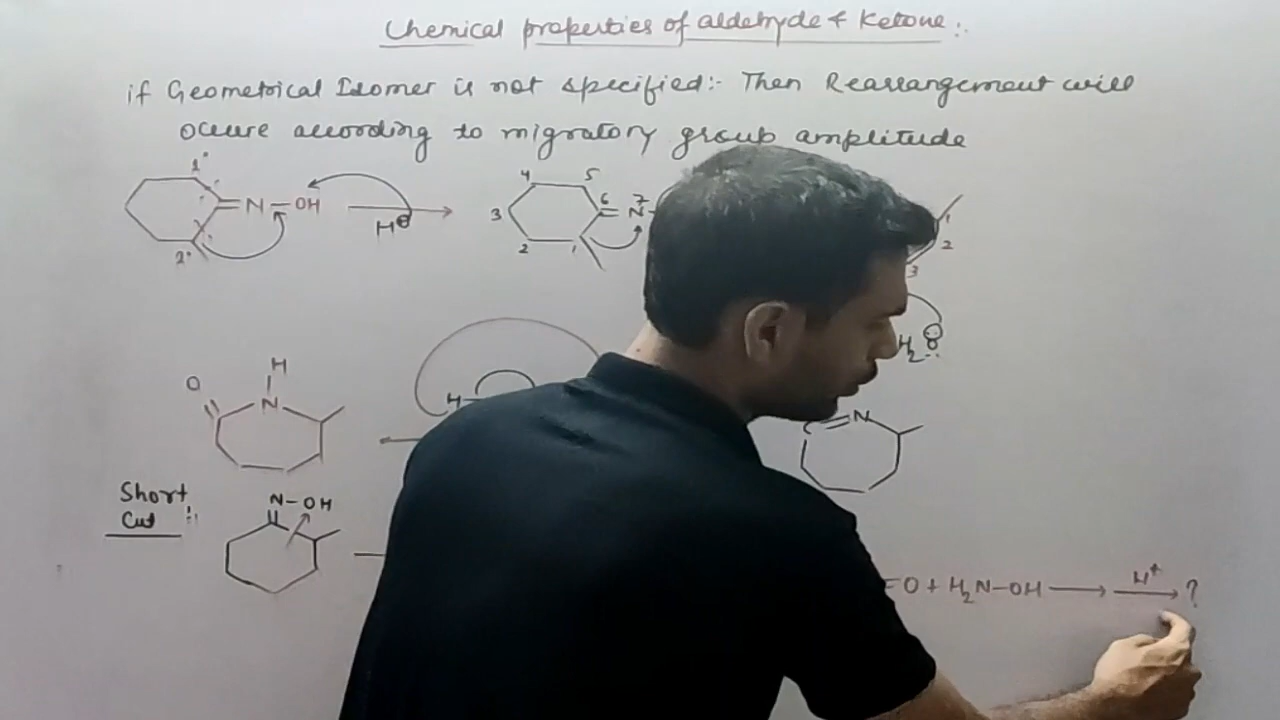 Chemical properties of aldehyde & Ketone :.
if Geometrical Isomer is not specified:- Then Rearrangement will
occure according to migratory group amplitude
1°
N-OH
2°
H⊕
4 5
3 6 7
N
2 1
1
2
3
H₂O
O H
N
H
N
Short
Cut :-
N-OH
=O + H₂N-OH → H⁺ → ?